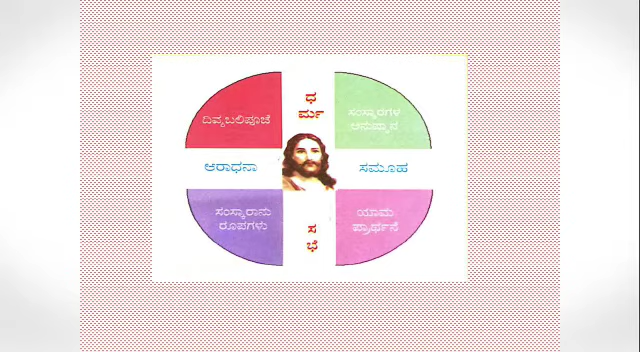 ಧ
ರ್ಮ
ದಿವ್ಯಬಲಿಪೂಜೆ
ಸಂಸ್ಕಾರಗಳ
ಆರಾಧನಾ
ಸಮೂಹ
ಸಂಸ್ಕಾರಾನು
ರೂಪಗಳು
ಯಾಮ
ಪ್ರಾರ್ಥನೆ
ಸ
ಭೆ